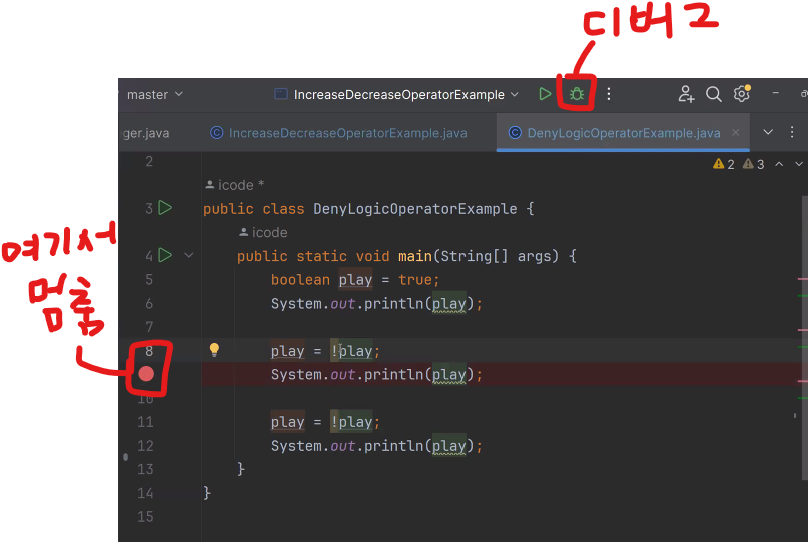 디버그
master
IncreaseDecreaseOperatorExample
ger.java
IncreaseDecreaseOperatorExample.java
DenyLogicOperatorExample.java
2
2 3
icode *
3 public class DenyLogicOperatorExample {
icode
여기서
멈춤
4 public static void main(String[] args) {
5 boolean play = true;
6 System.out.println(play);
7
8 play = !play;
System.out.println(play);
10
11 play = !play;
12 System.out.println(play);
13 }
14 }
15